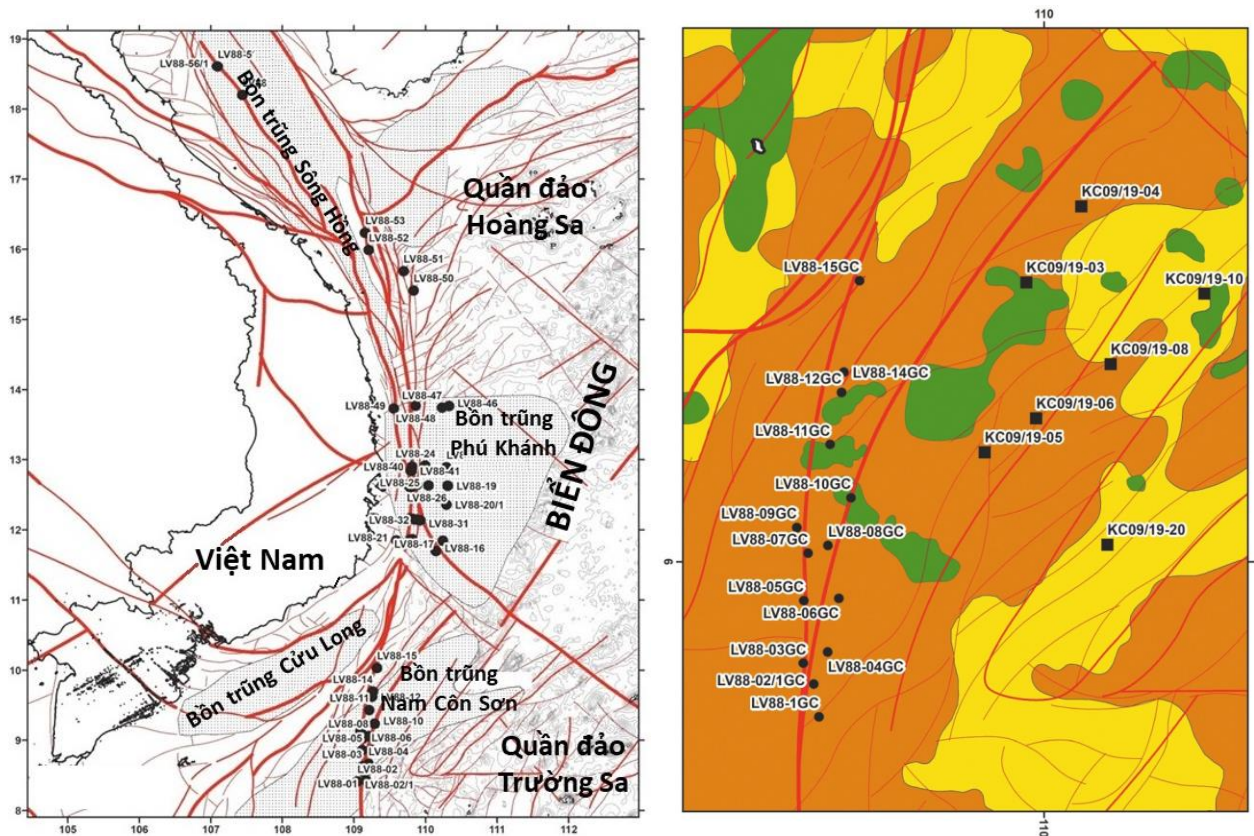 19
18
17
16
15
14
13
12
11
10
9
8
105
106
107
108
109
110
111
112
LV88-5
LV88-56/1
Bồn trũng Sông Hồng
LV88-53
LV88-52
LV88-51
LV88-50
Quần đảo
Hoàng Sa
LV88-47
LV88-46
LV88-49
LV88-48
Bồn trũng
Phú Khánh
BIỂN ĐÔNG
LV88-24
LV88-40
LV88-41
LV88-25
LV88-19
LV88-26
LV88-20/1
LV88-32
LV88-31
LV88-21
LV88-17
LV88-16
Việt Nam
Bồn trũng Cửu Long
LV88-15
Bồn trũng
Nam Côn Sơn
LV88-14
LV88-12
LV88-11
LV88-10
LV88-08
LV88-05
LV88-06
LV88-03
LV88-04
LV88-02
LV88-01
LV88-02/1
Quần đảo
Trường Sa
110
KC09/19-04
LV88-15GC
KC09/19-03
KC09/19-10
LV88-14GC
LV88-12GC
KC09/19-08
LV88-11GC
KC09/19-06
KC09/19-05
LV88-10GC
LV88-09GC
LV88-08GC
LV88-07GC
KC09/19-20
9
LV88-05GC
LV88-06GC
LV88-03GC
LV88-04GC
LV88-02/1GC
LV88-1GC
110